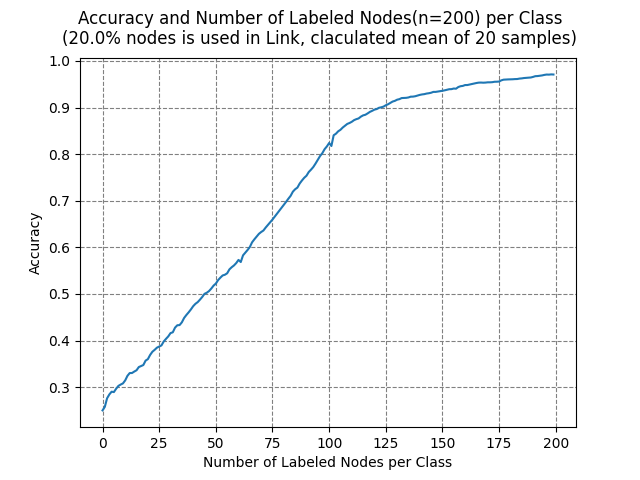 Accuracy and Number of Labeled Nodes(n=200) per Class
(20.0% nodes is used in Link, claculated mean of 20 samples)
1.0
0.9
0.8
0.7
0.6
0.5
0.4
0.3
Accuracy
0 25 50 75 100 125 150 175 200
Number of Labeled Nodes per Class